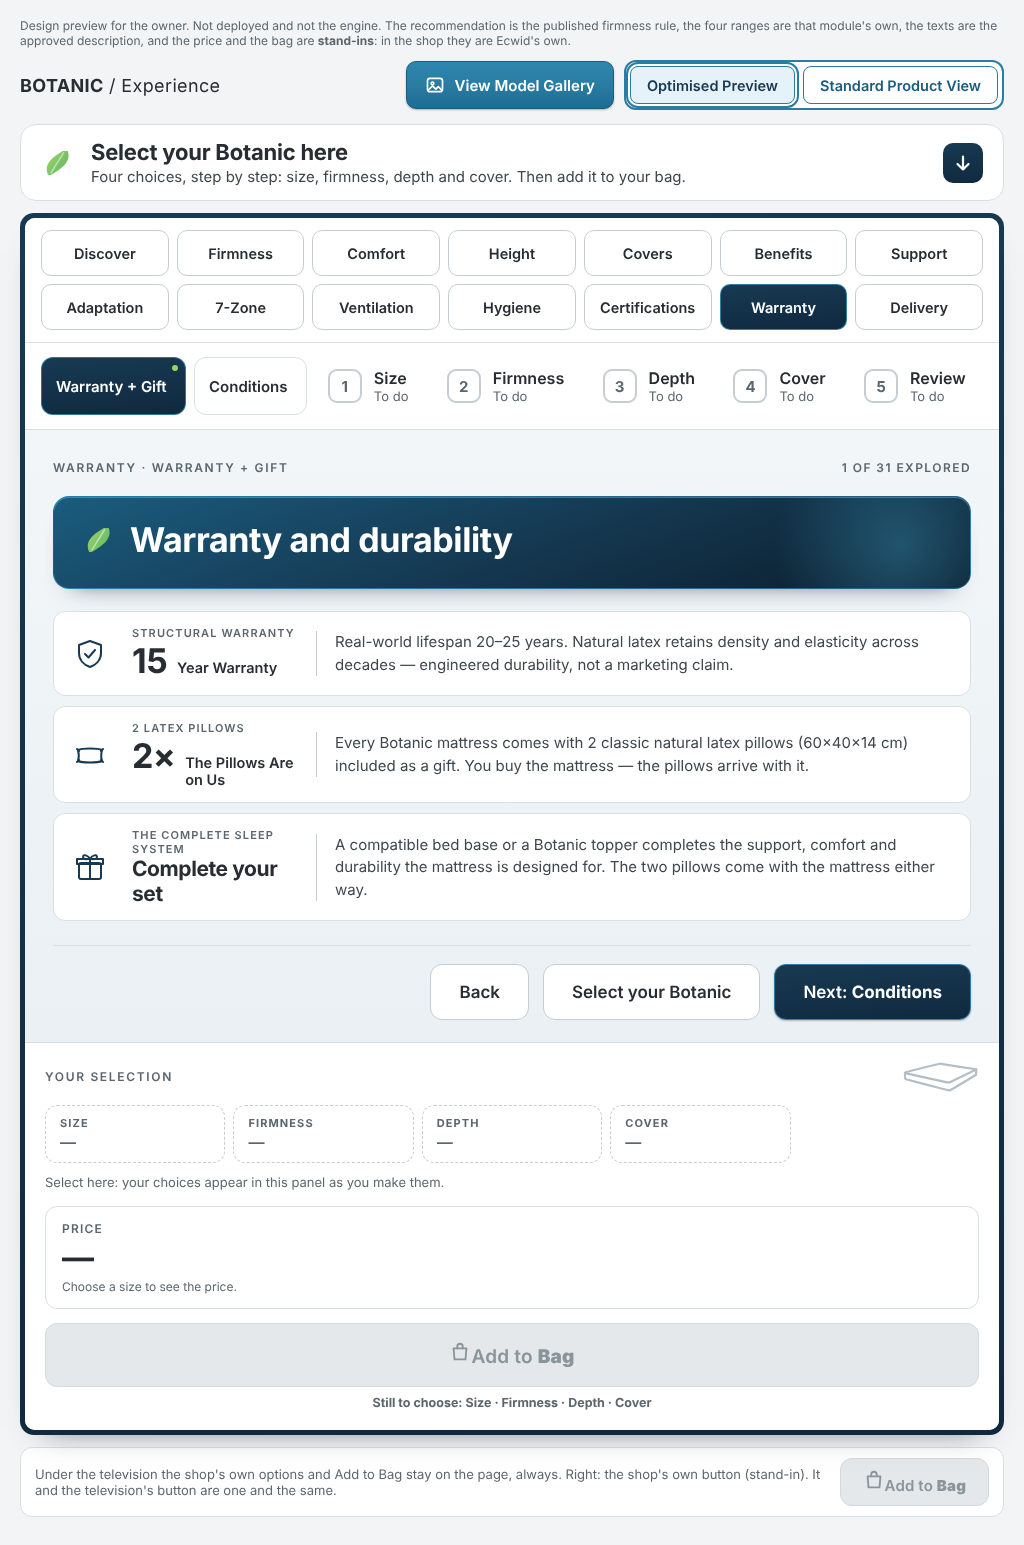 Design preview for the owner. Not deployed and not the engine. The recommendation is the published firmness rule, the four ranges are that module's own, the texts are the
approved description, and the price and the bag are stand-ins: in the shop they are Ecwid's own.
BOTANIC / Experience
View Model Gallery
Optimised Preview
Standard Product View
Select your Botanic here
Four choices, step by step: size, firmness, depth and cover. Then add it to your bag.
Discover
Firmness
Comfort
Height
Covers
Benefits
Support
Adaptation
7-Zone
Ventilation
Hygiene
Certifications
Warranty
Delivery
Warranty + Gift
Conditions
1 Size
To do
2 Firmness
To do
3 Depth
To do
4 Cover
To do
5 Review
To do
WARRANTY · WARRANTY + GIFT
1 OF 31 EXPLORED
Warranty and durability
STRUCTURAL WARRANTY
15 Year Warranty
Real-world lifespan 20–25 years. Natural latex retains density and elasticity across
decades — engineered durability, not a marketing claim.
2 LATEX PILLOWS
2× The Pillows Are
on Us
Every Botanic mattress comes with 2 classic natural latex pillows (60×40×14 cm)
included as a gift. You buy the mattress — the pillows arrive with it.
THE COMPLETE SLEEP
SYSTEM
Complete your
set
A compatible bed base or a Botanic topper completes the support, comfort and
durability the mattress is designed for. The two pillows come with the mattress either
way.
Back
Select your Botanic
Next: Conditions
YOUR SELECTION
SIZE
—
FIRMNESS
—
DEPTH
—
COVER
—
Select here: your choices appear in this panel as you make them.
PRICE
—
Choose a size to see the price.
Add to Bag
Still to choose: Size · Firmness · Depth · Cover
Under the television the shop's own options and Add to Bag stay on the page, always. Right: the shop's own button (stand-in). It
and the television's button are one and the same.
Add to Bag